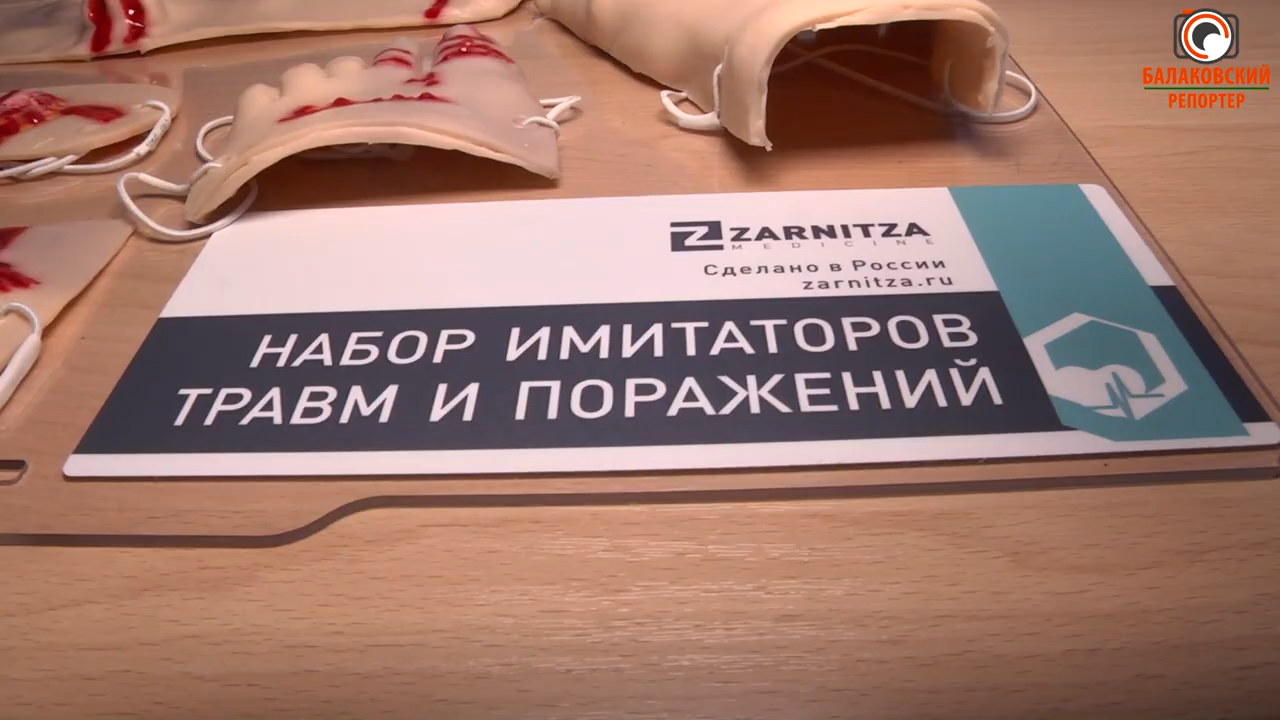 БАЛАКОВСКИЙ
РЕПОРТЕР
ZARNITZA
MEDICINE
Сделано в России
zarnitza.ru
НАБОР ИМИТАТОРОВ
ТРАВМ И ПОРАЖЕНИЙ